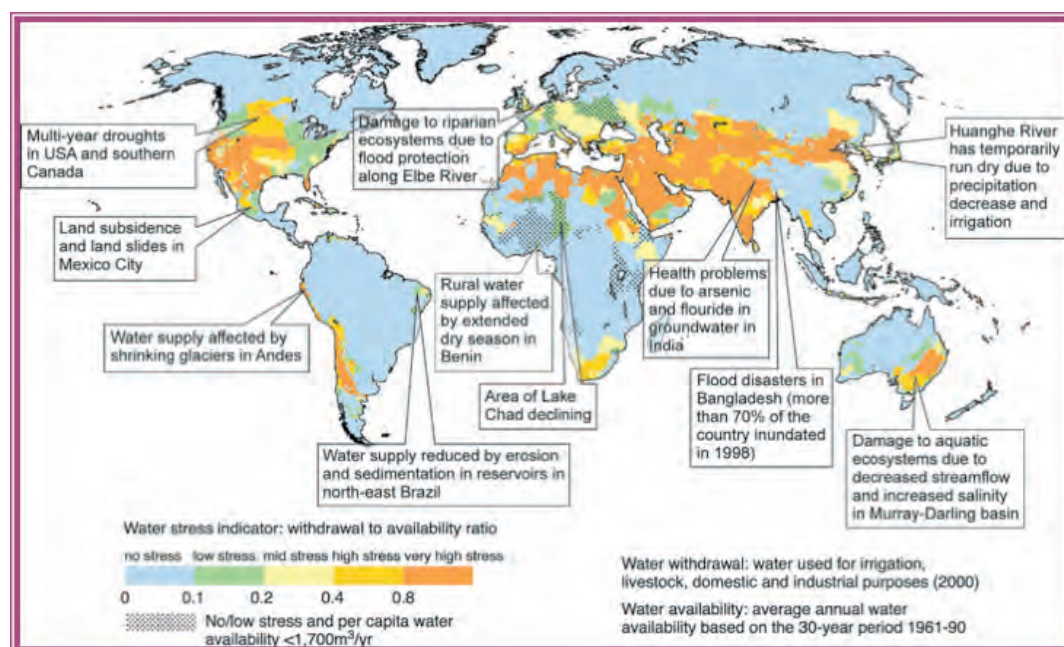 Multi-year droughts
in USA and southern
Canada
Damage to riparian
ecosystems due to
flood protection
along Elbe River
Huanghe River
has temporarily
run dry due to
precipitation
decrease and
irrigation
Land subsidence
and land slides in
Mexico City
Water supply affected by
shrinking glaciers in Andes
Rural water
supply affected
by extended
dry season in
Benin
Health problems
due to arsenic
and flouride in
groundwater in
India
Area of Lake
Chad declining
Flood disasters in
Bangladesh (more
than 70% of the
country inundated
in 1998)
Water supply reduced by erosion
and sedimentation in reservoirs in
north-east Brazil
Damage to aquatic
ecosystems due to
decreased streamflow
and increased salinity
in Murray-Darling basin
Water stress indicator: withdrawal to availability ratio
no stress low stress mid stress high stress very high stress
0 0.1 0.2 0.4 0.8
No/low stress and per capita water
availability <1,700m³/yr
Water withdrawal: water used for irrigation,
livestock, domestic and industrial purposes (2000)
Water availability: average annual water
availability based on the 30-year period 1961-90